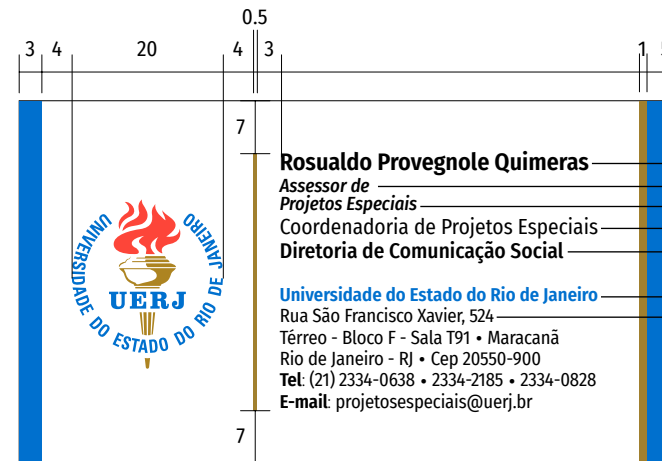 0.5
3 4 20 4 3 1
7
Rosualdo Provegnole Quimeras
Assessor de
Projetos Especiais
Coordenadoria de Projetos Especiais
Diretoria de Comunicação Social
UNIVERSIDADE DO ESTADO DO RIO DE JANEIRO
UERJ
Universidade do Estado do Rio de Janeiro
Rua São Francisco Xavier, 524
Térreo - Bloco F - Sala T91 • Maracanã
Rio de Janeiro - RJ • Cep 20550-900
Tel: (21) 2334-0638 • 2334-2185 • 2334-0828
E-mail: projetosespeciais@uerj.br
7